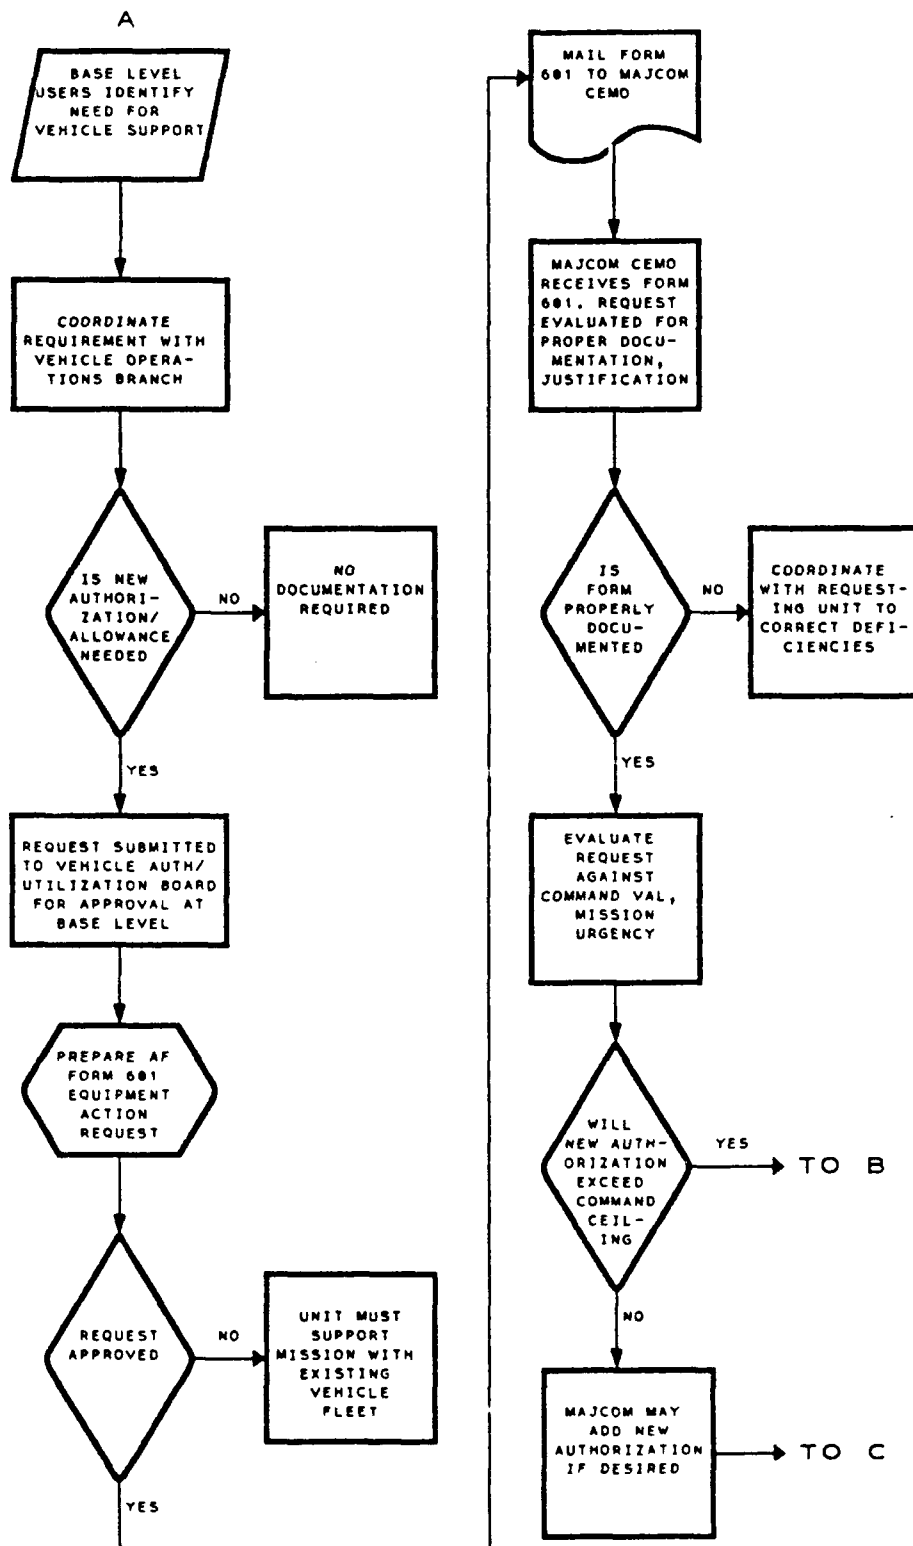 A
BASE LEVEL
USERS IDENTIFY
NEED FOR
VEHICLE SUPPORT
COORDINATE
REQUIREMENT WITH
VEHICLE OPERA-
TIONS BRANCH
IS NEW
AUTHORI-
ZATION/
ALLOWANCE
NEEDED
NO
NO
DOCUMENTATION
REQUIRED
YES
REQUEST SUBMITTED
TO VEHICLE AUTH/
UTILIZATION BOARD
FOR APPROVAL AT
BASE LEVEL
PREPARE AF
FORM 601
EQUIPMENT
ACTION
REQUEST
REQUEST
APPROVED
NO
UNIT MUST
SUPPORT
MISSION WITH
EXISTING
VEHICLE
FLEET
YES
MAIL FORM
601 TO MAJCOM
CEMO
MAJCOM CEMO
RECEIVES FORM
601. REQUEST
EVALUATED FOR
PROPER DOCU-
MENTATION,
JUSTIFICATION
IS
FORM
PROPERLY
DOCU-
MENTED
NO
COORDINATE
WITH REQUEST-
ING UNIT TO
CORRECT DEFI-
CIENCIES
YES
EVALUATE
REQUEST
AGAINST
COMMAND VAL,
MISSION
URGENCY
WILL
NEW AUTH-
ORIZATION
EXCEED
COMMAND
CEIL-
ING
YES
TO B
NO
MAJCOM MAY
ADD NEW
AUTHORIZATION
IF DESIRED
TO C